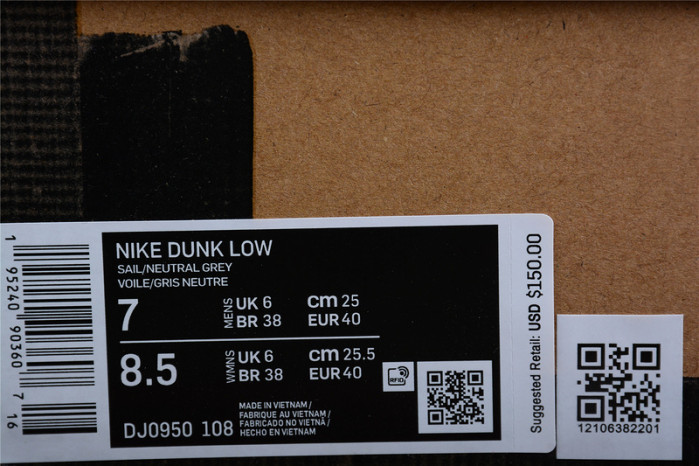 NIKE DUNK LOW
SAIL/NEUTRAL GREY
VOILE/GRIS NEUTRE
7 MENS UK 6 cm 25
BR 38 EUR 40
8.5 W/MNS UK 6 cm 25.5
BR 38 EUR 40
RFID
MADE IN VIETNAM /
FABRIQUE AU VIETNAM /
FABRICADO NO VIETNÃ /
HECHO EN VIETNAM
DJ0950 108
1 95240 90360 7 16
Suggested Retail: USD $150.00
12106382201